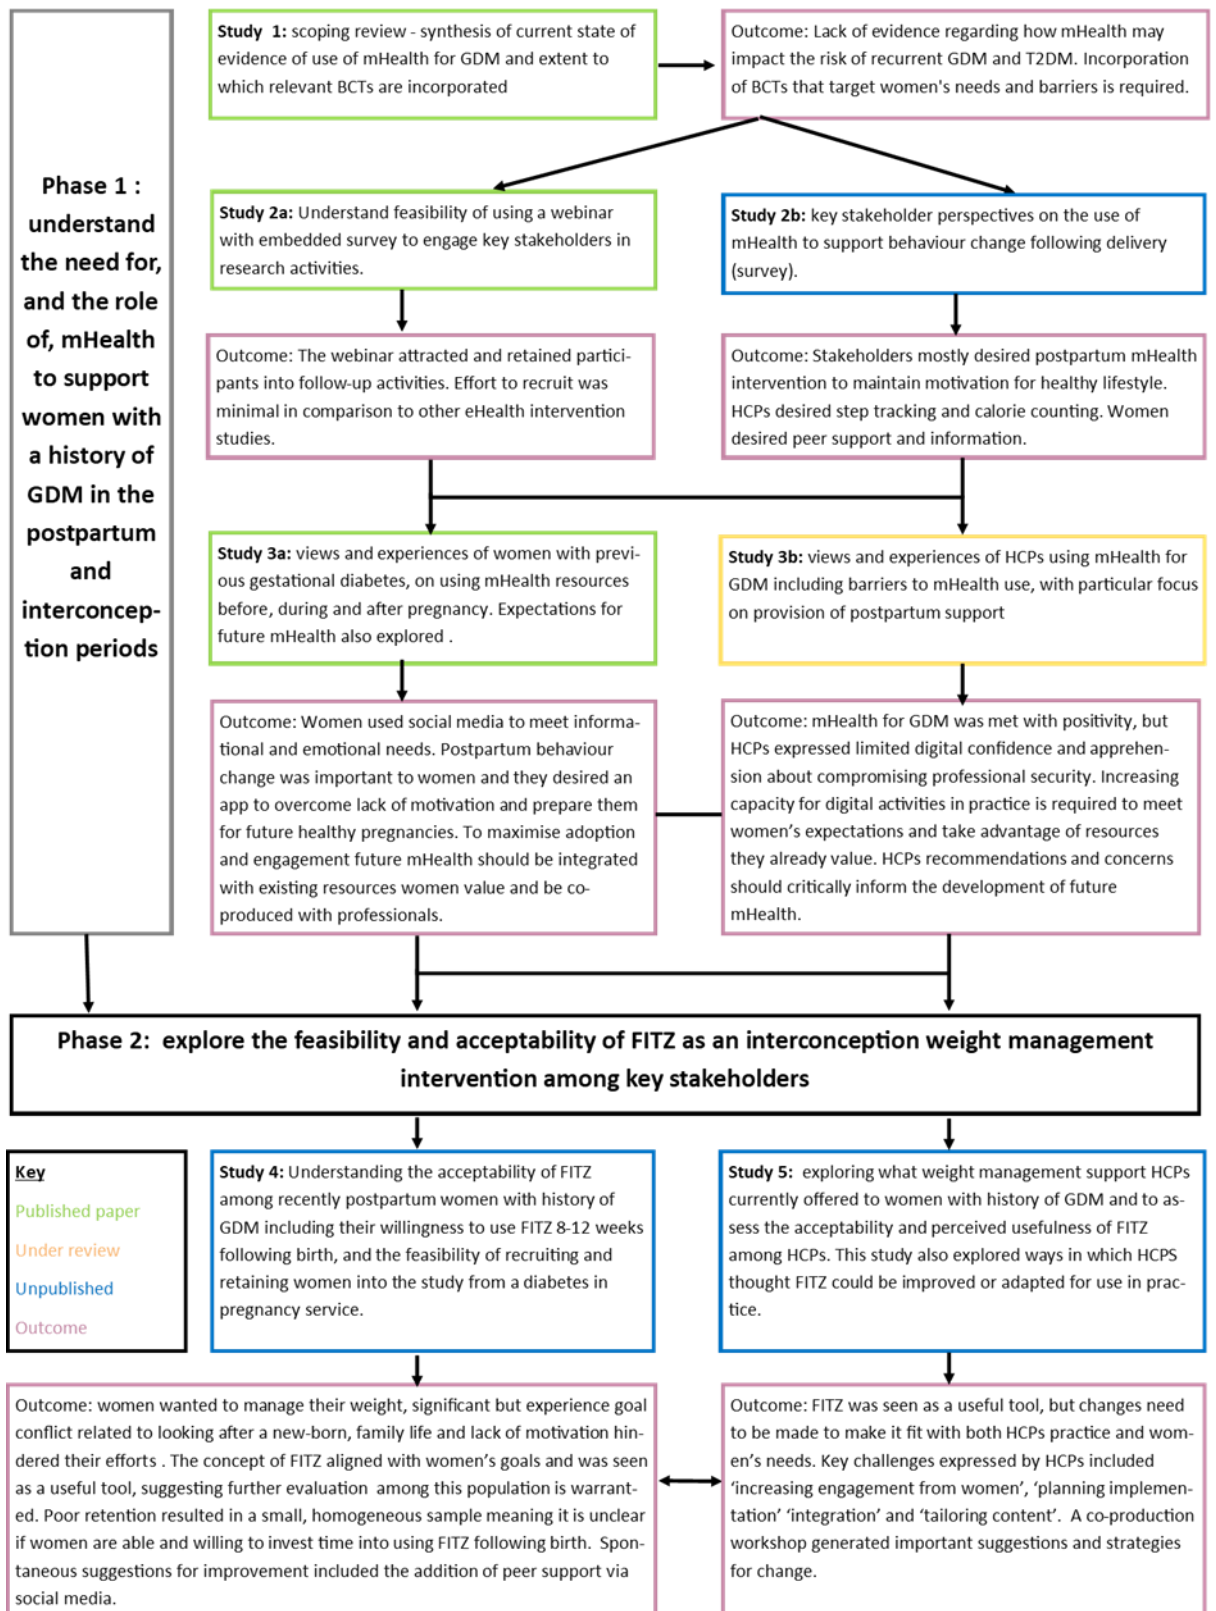 Study 1: scoping review - synthesis of current state of
evidence of use of mHealth for GDM and extent to
which relevant BCTs are incorporated
Outcome: Lack of evidence regarding how mHealth may
impact the risk of recurrent GDM and T2DM. Incorporation
of BCTs that target women's needs and barriers is required.
Phase 1 :
understand
the need for,
and the role
of, mHealth
to support
women with
a history of
GDM in the
postpartum
and
interconcep-
tion periods
Study 2a: Understand feasibility of using a webinar
with embedded survey to engage key stakeholders in
research activities.
Study 2b: key stakeholder perspectives on the use of
mHealth to support behaviour change following delivery
(survey).
Outcome: The webinar attracted and retained partici-
pants into follow-up activities. Effort to recruit was
minimal in comparison to other eHealth intervention
studies.
Outcome: Stakeholders mostly desired postpartum mHealth
intervention to maintain motivation for healthy lifestyle.
HCPs desired step tracking and calorie counting. Women
desired peer support and information.
Study 3a: views and experiences of women with previ-
ous gestational diabetes, on using mHealth resources
before, during and after pregnancy. Expectations for
future mHealth also explored .
Study 3b: views and experiences of HCPs using mHealth for
GDM including barriers to mHealth use, with particular focus
on provision of postpartum support
Outcome: Women used social media to meet informa-
tional and emotional needs. Postpartum behaviour
change was important to women and they desired an
app to overcome lack of motivation and prepare them
for future healthy pregnancies. To maximise adoption
and engagement future mHealth should be integrated
with existing resources women value and be co-
produced with professionals.
Outcome: mHealth for GDM was met with positivity, but
HCPs expressed limited digital confidence and apprehen-
sion about compromising professional security. Increasing
capacity for digital activities in practice is required to meet
women's expectations and take advantage of resources
they already value. HCPs recommendations and concerns
should critically inform the development of future
mHealth.
Phase 2: explore the feasibility and acceptability of FITZ as an interconception weight management
intervention among key stakeholders
Key
Published paper
Under review
Unpublished
Outcome
Study 4: Understanding the acceptability of FITZ
among recently postpartum women with history of
GDM including their willingness to use FITZ 8-12 weeks
following birth, and the feasibility of recruiting and
retaining women into the study from a diabetes in
pregnancy service.
Study 5: exploring what weight management support HCPs
currently offered to women with history of GDM and to as-
sess the acceptability and perceived usefulness of FITZ
among HCPs. This study also explored ways in which HCPS
thought FITZ could be improved or adapted for use in prac-
tice.
Outcome: women wanted to manage their weight, significant but experience goal
conflict related to looking after a new-born, family life and lack of motivation hin-
dered their efforts . The concept of FITZ aligned with women's goals and was seen
as a useful tool, suggesting further evaluation among this population is warrant-
ed. Poor retention resulted in a small, homogeneous sample meaning it is unclear
if women are able and willing to invest time into using FITZ following birth. Spon-
taneous suggestions for improvement included the addition of peer support via
social media.
Outcome: FITZ was seen as a useful tool, but changes need
to be made to make it fit with both HCPs practice and wom-
en's needs. Key challenges expressed by HCPs included
'increasing engagement from women', 'planning implemen-
tation' 'integration' and 'tailoring content'. A co-production
workshop generated important suggestions and strategies
for change.